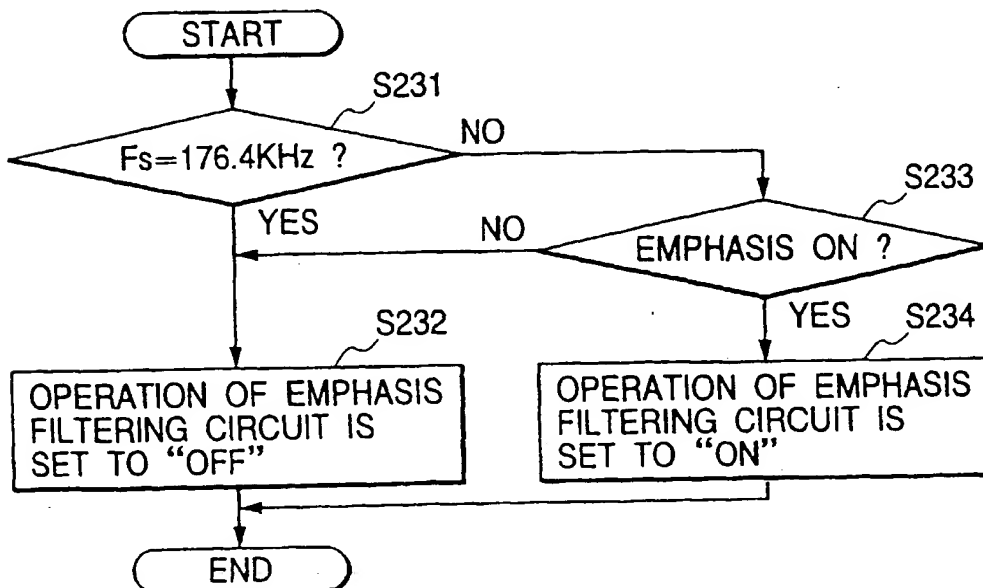 START
S231
Fs=176.4KHz ?
NO
YES
S233
EMPHASIS ON ?
NO
YES
S232
OPERATION OF EMPHASIS
FILTERING CIRCUIT IS
SET TO “OFF”
S234
OPERATION OF EMPHASIS
FILTERING CIRCUIT IS
SET TO “ON”
END